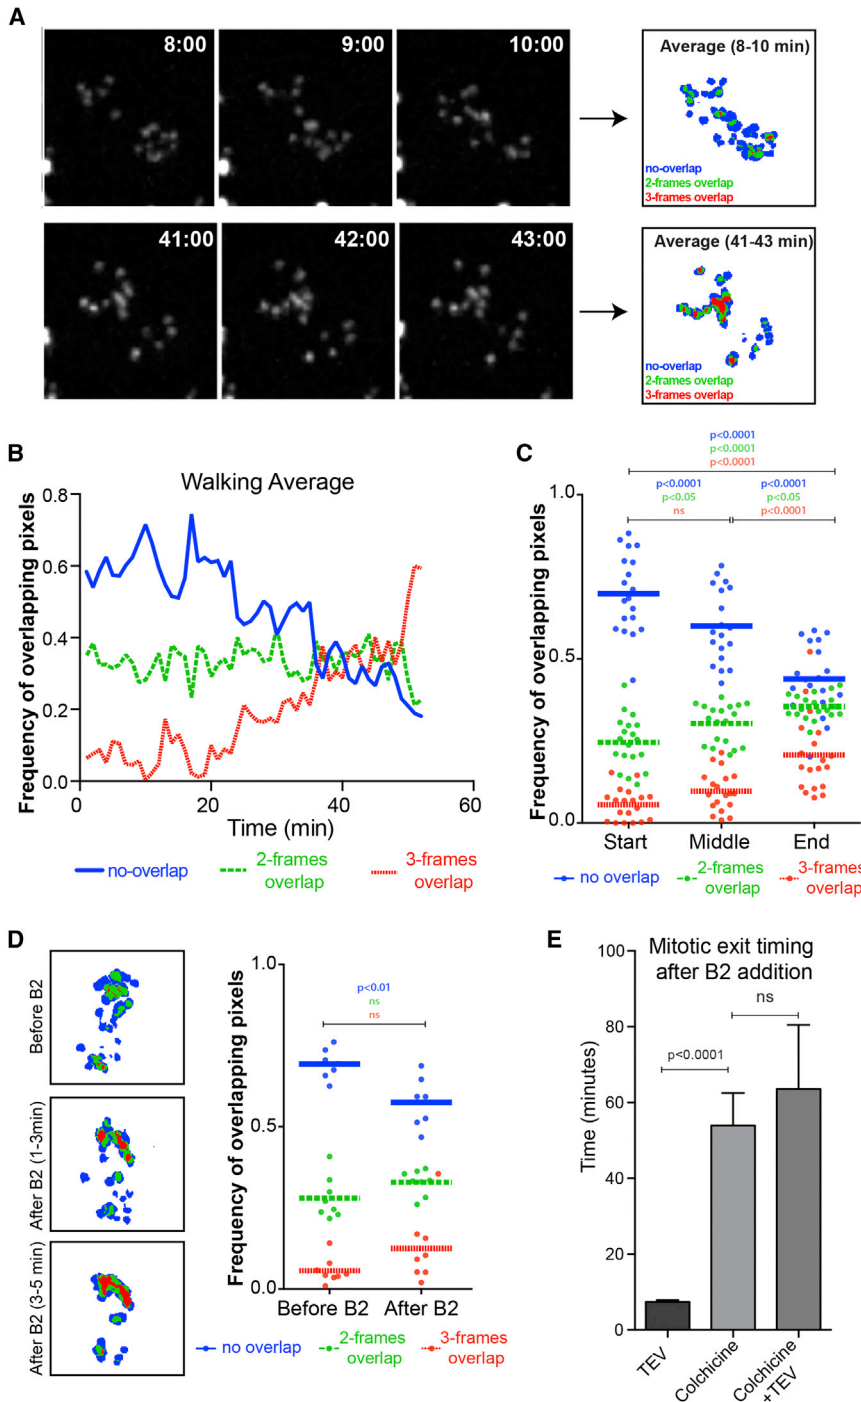 A
8:00
9:00
10:00
Average (8-10 min)
no-overlap
2-frames overlap
3-frames overlap
41:00
42:00
43:00
Average (41-43 min)
no-overlap
2-frames overlap
3-frames overlap
B
Walking Average
Frequency of overlapping pixels
0.8
0.6
0.4
0.2
0.0
0
20
40
60
Time (min)
no-overlap
2-frames
overlap
3-frames
overlap
C
p<0.0001
p<0.0001
p<0.0001
p<0.0001
p<0.05
ns
p<0.0001
p<0.05
p<0.0001
Frequency of overlapping pixels
1.0
0.5
0.0
Start
Middle
End
no overlap
2-frames
overlap
3-frames
overlap
D
Before B2
After B2 (1-3min)
After B2 (3-5 min)
Frequency of overlapping pixels
1.0
0.5
0.0
p<0.01
ns
ns
Before B2
After B2
no overlap
2-frames
overlap
3-frames
overlap
E
Mitotic exit timing
after B2 addition
Time (minutes)
100
80
60
40
20
0
p<0.0001
ns
TEV
Colchicine
Colchicine
+TEV